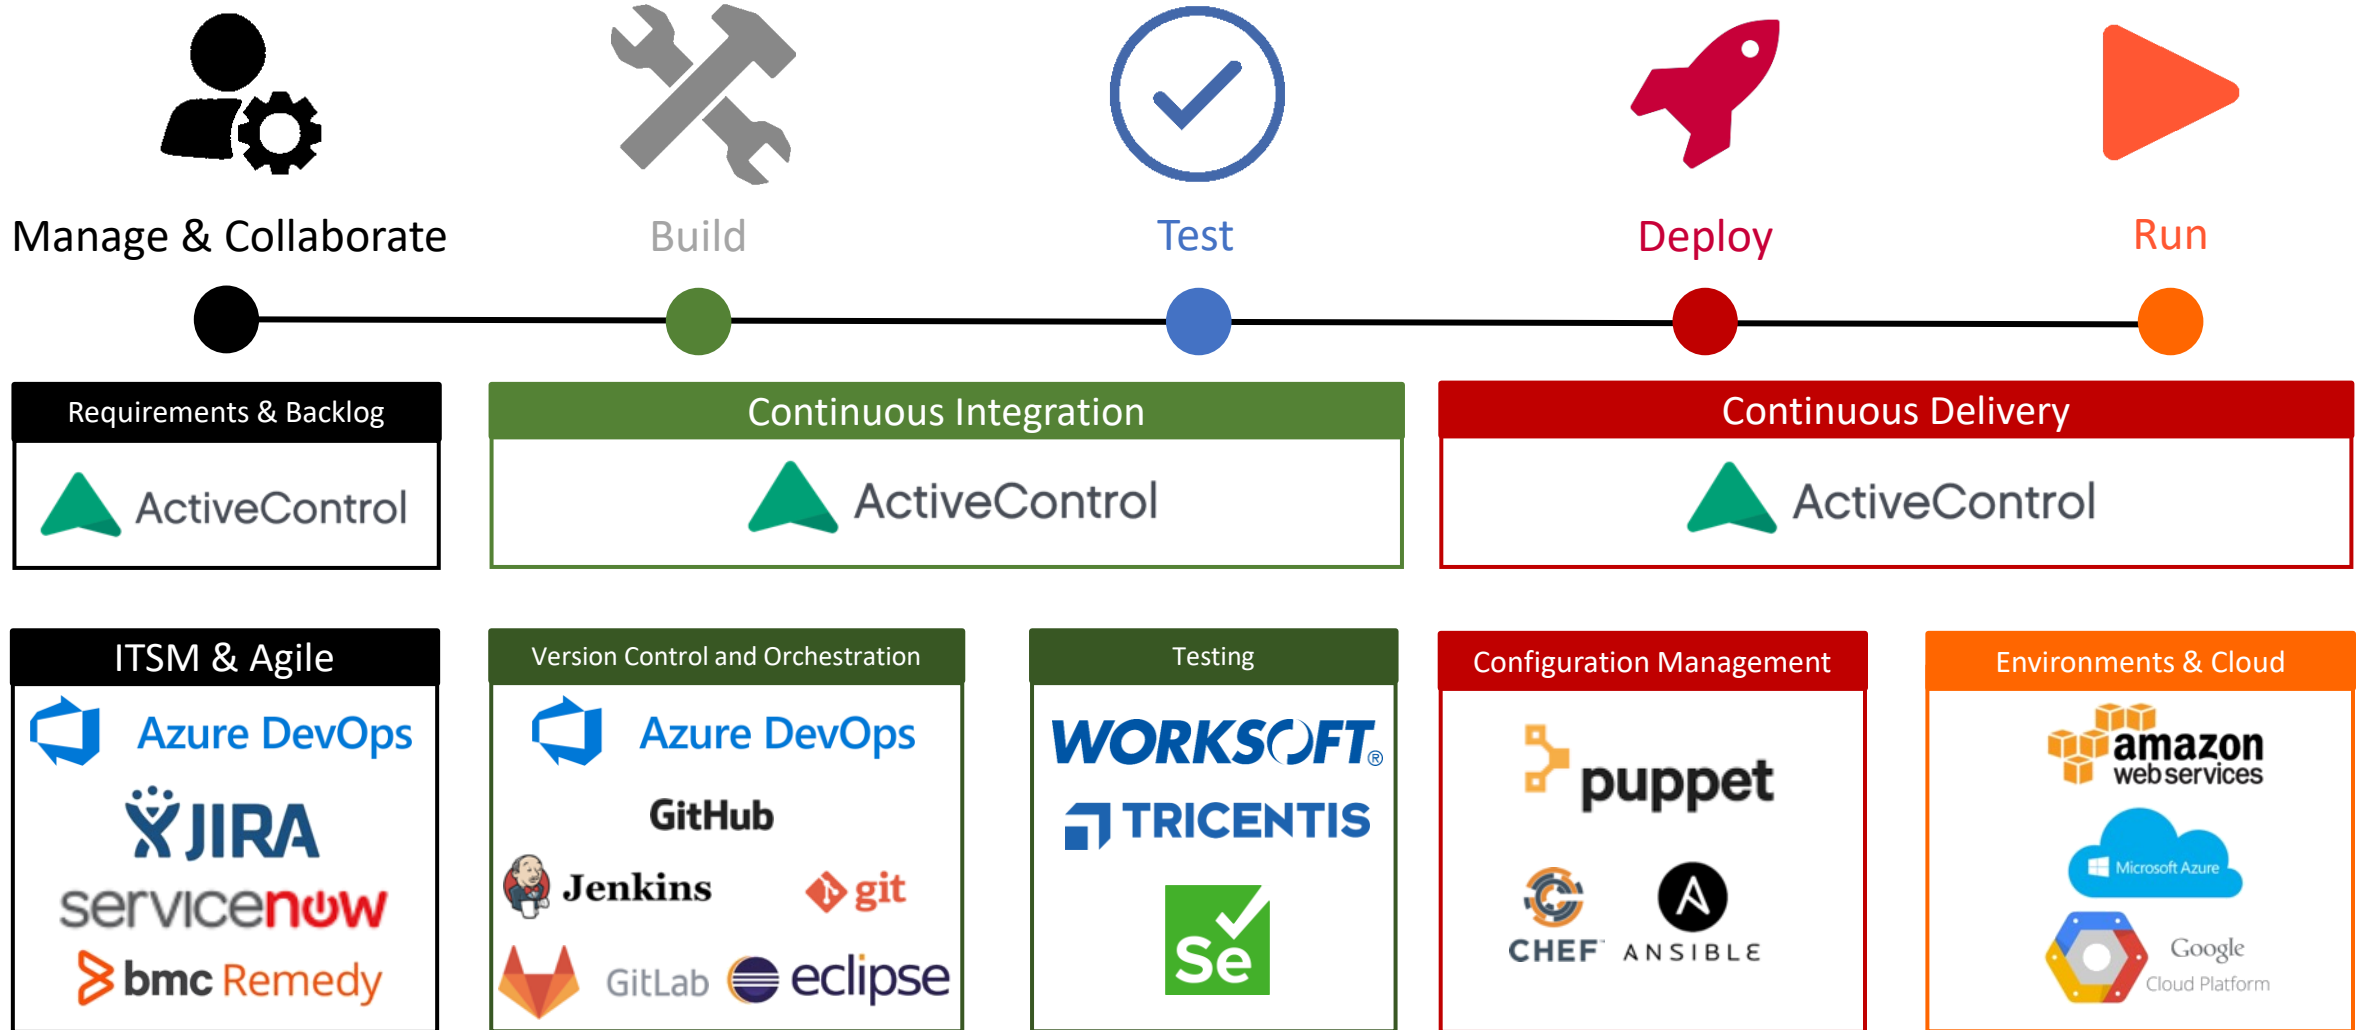 Manage & Collaborate
Build
Test
Deploy
Run
Requirements & Backlog
ActiveControl
Continuous Integration
ActiveControl
Continuous Delivery
ActiveControl
ITSM & Agile
Azure DevOps
JIRA
servicenow
bmc Remedy
Version Control and Orchestration
Azure DevOps
GitHub
Jenkins
git
GitLab
eclipse
Testing
WORKSOFT®
TRICENTIS
Se
Configuration Management
puppet
CHEF™
ANSIBLE
A
Environments & Cloud
amazon
web services
Microsoft Azure
Google
Cloud Platform